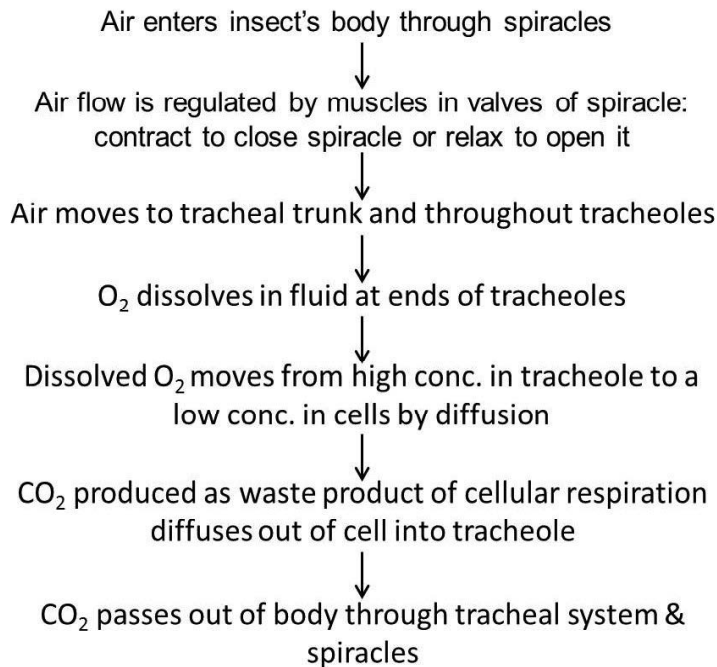 Air enters insect's body through spiracles
Air flow is regulated by muscles in valves of spiracle:
contract to close spiracle or relax to open it
Air moves to tracheal trunk and throughout tracheoles
O₂ dissolves in fluid at ends of tracheoles
Dissolved O₂ moves from high conc. in tracheole to a
low conc. in cells by diffusion
CO₂ produced as waste product of cellular respiration
diffuses out of cell into tracheole
CO₂ passes out of body through tracheal system &
spiracles